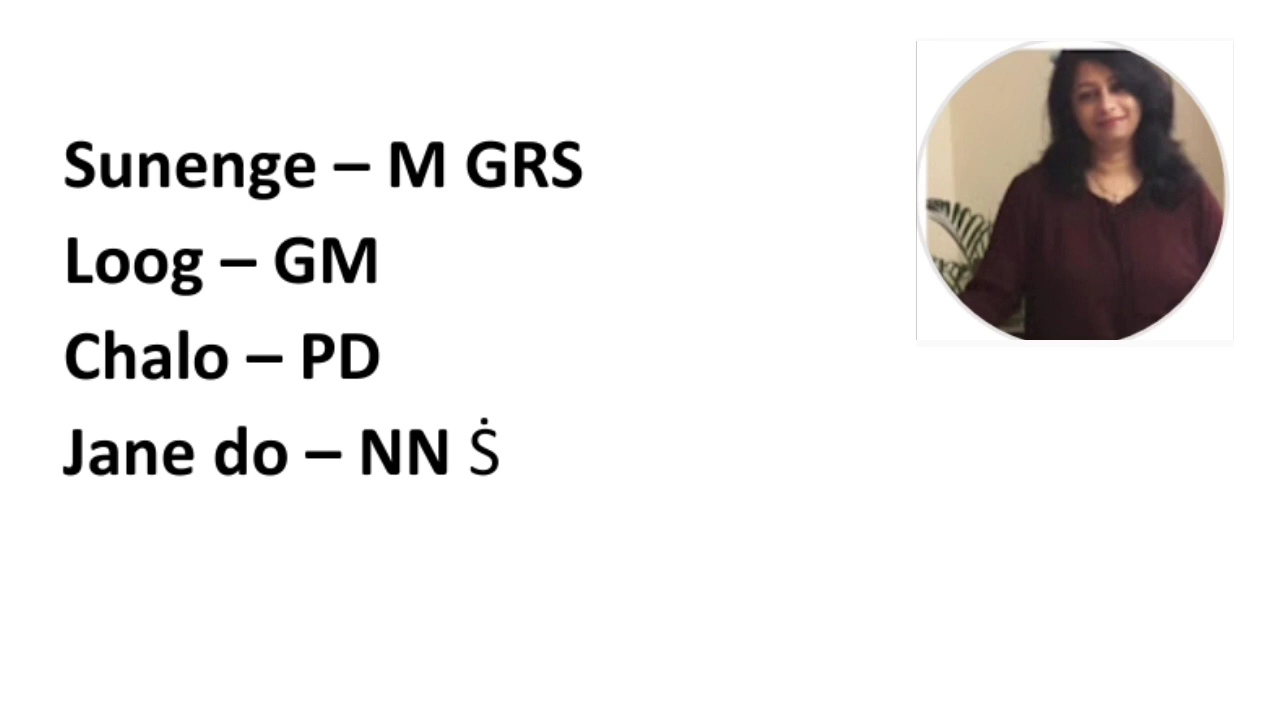 Sunenge – M GRS
Loog – GM
Chalo – PD
Jane do – NN Ṡ